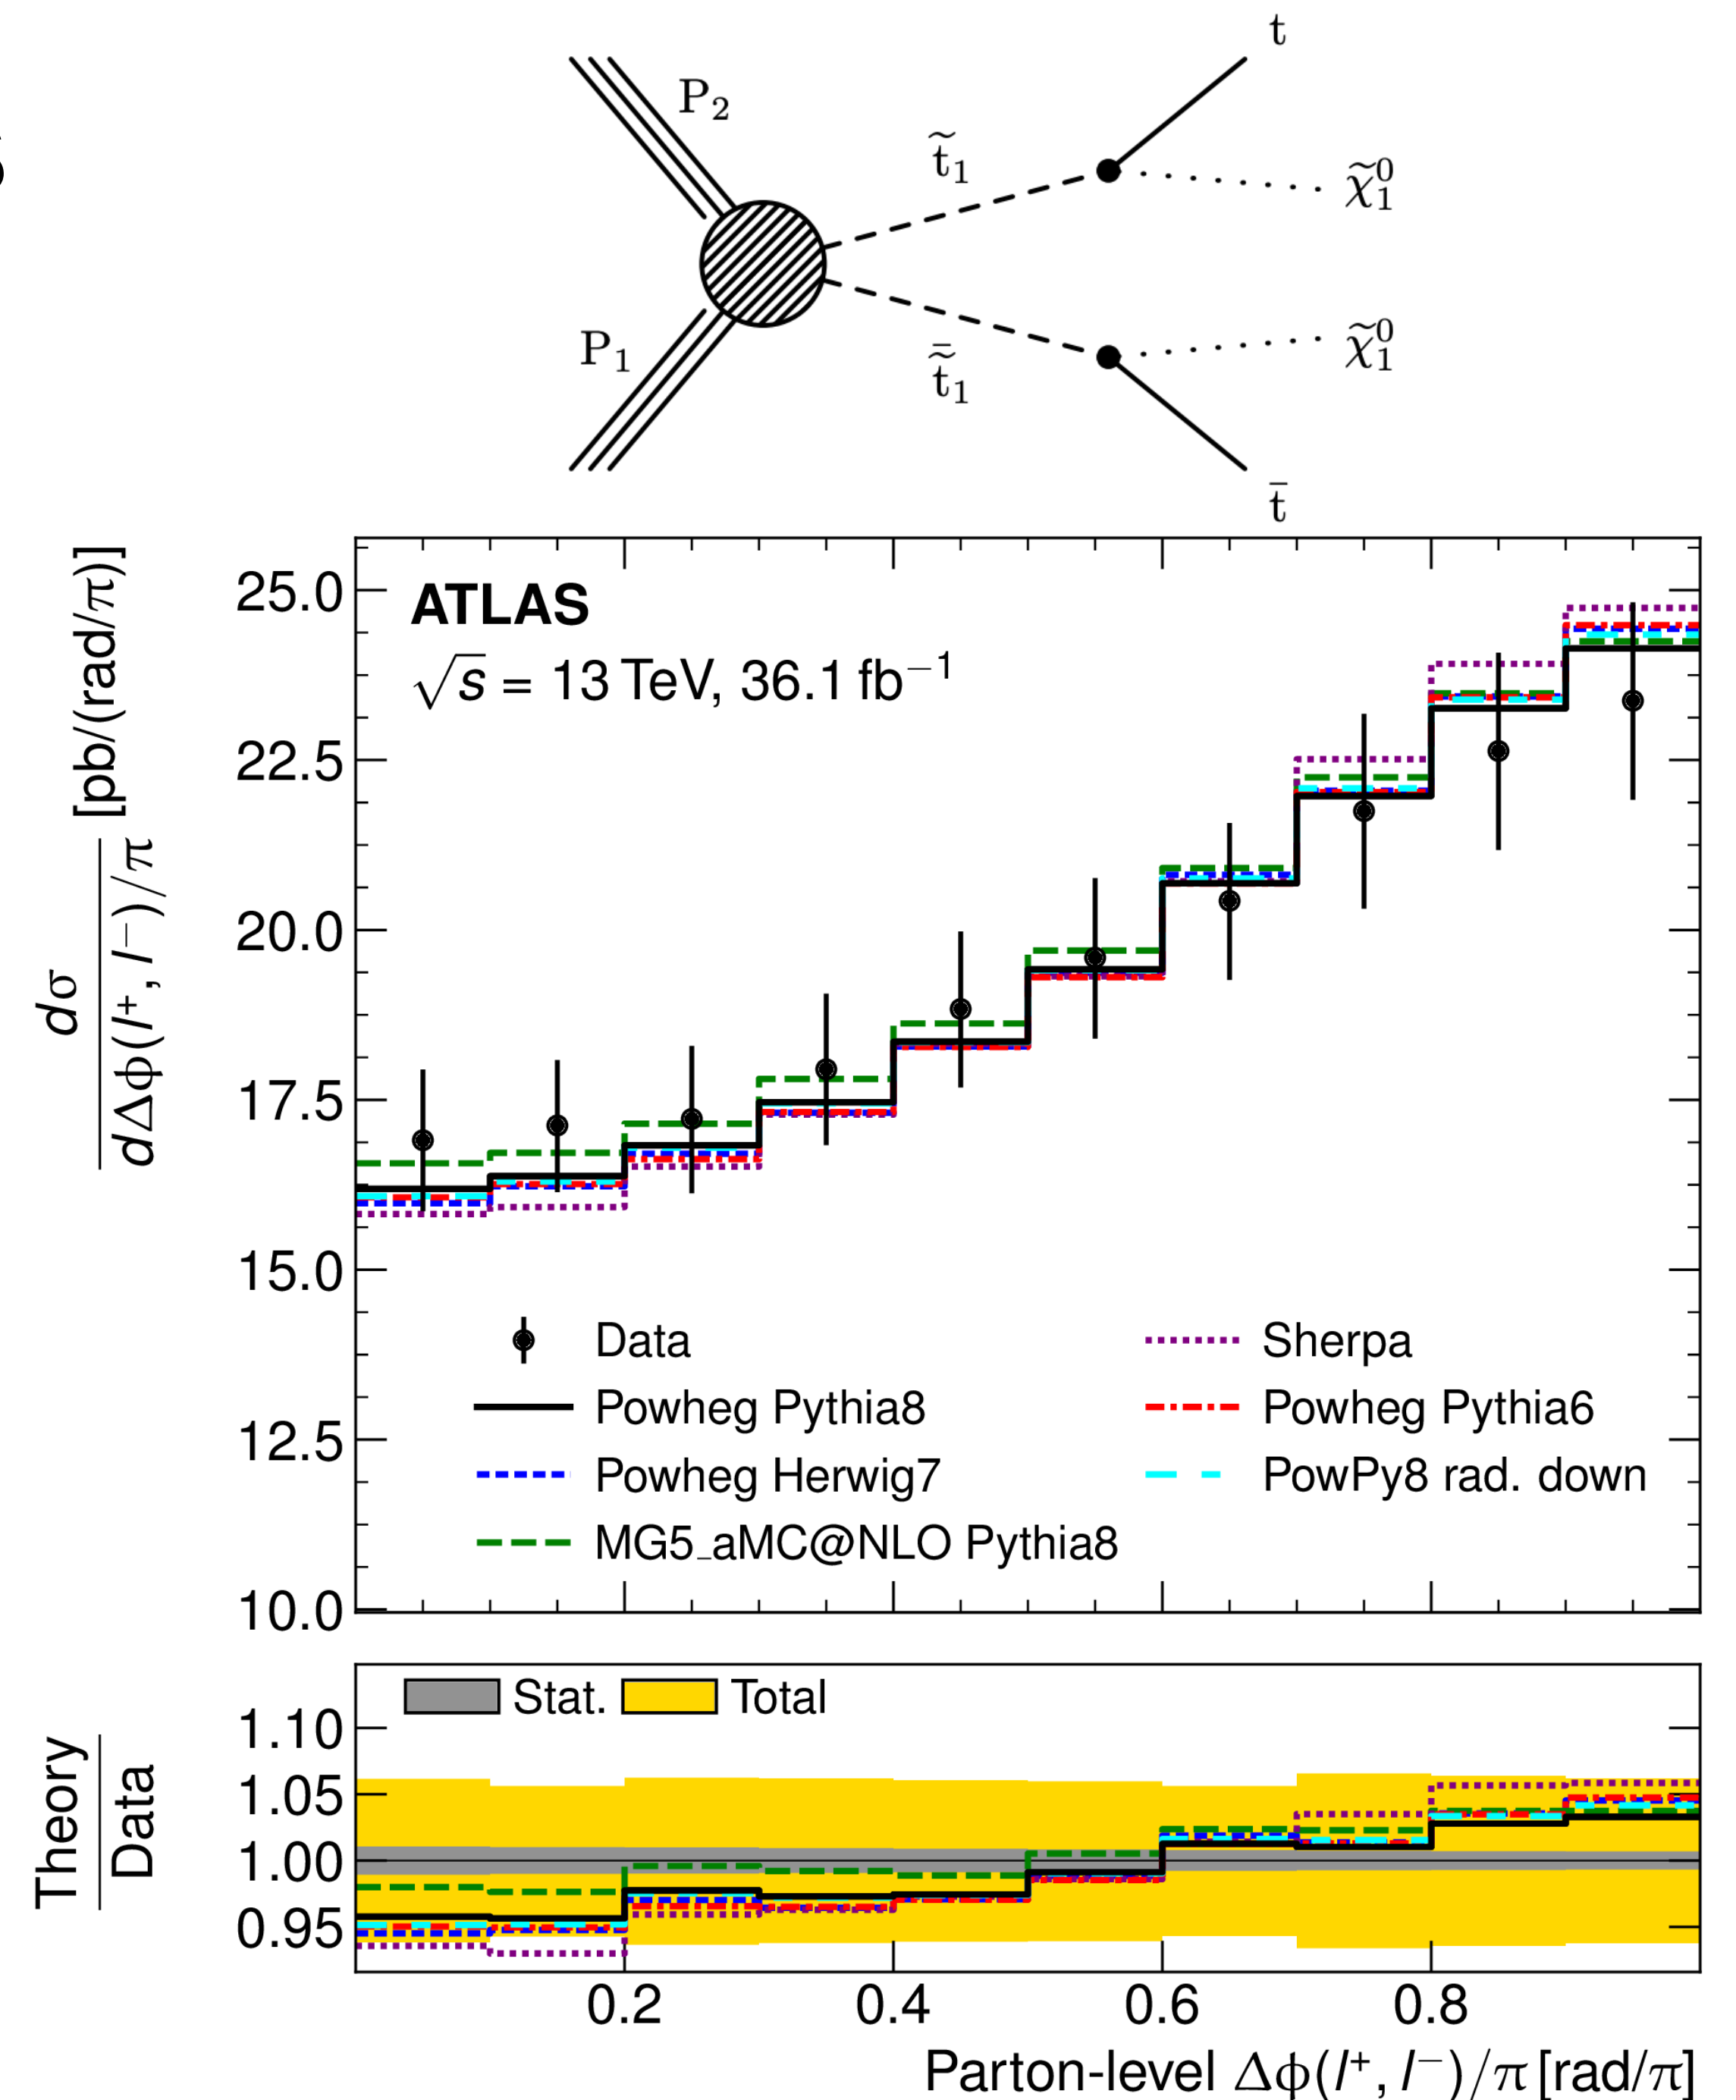 t
P₂
t̃₁
χ̃⁰₁
P₁
t̃̄₁
χ̃⁰₁
t̄
dσ
dΔϕ(l⁺, l⁻)/π
[pb/(rad/π)]
25.0
22.5
20.0
17.5
15.0
12.5
10.0
ATLAS
√s = 13 TeV, 36.1 fb⁻¹
Data
Powheg Pythia8
Powheg Herwig7
MG5_aMC@NLO Pythia8
Sherpa
Powheg Pythia6
PowPy8 rad. down
Theory
Data
1.10
1.05
1.00
0.95
Stat. Total
0.2 0.4 0.6 0.8
Parton-level Δϕ(l⁺, l⁻)/π [rad/π]